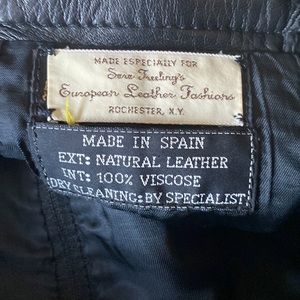 MADE ESPECIALLY FOR
European Leather Fashions
ROCHESTER, N.Y.
MADE IN SPAIN
EXT: NATURAL LEATHER
INT: 100% VISCOSE
DRY CLEANING: BY SPECIALIST